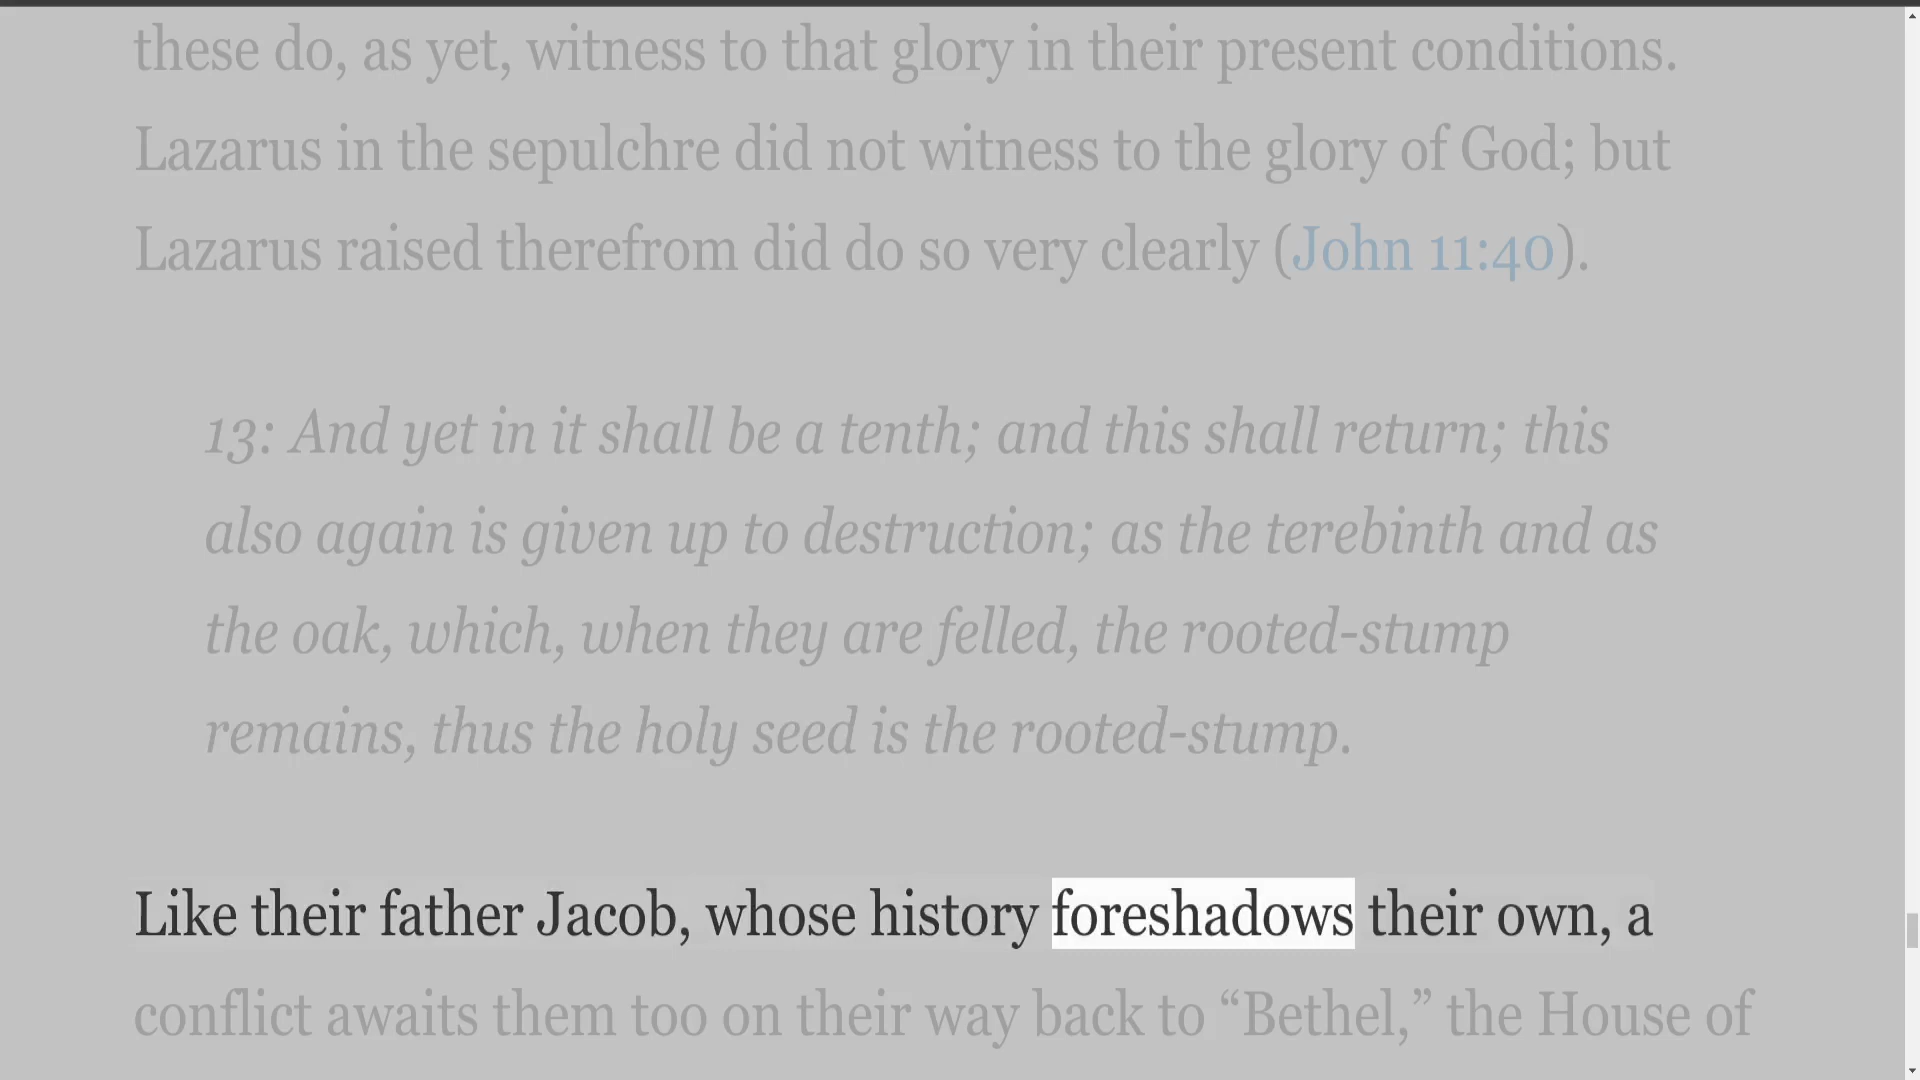 these do, as yet, witness to that glory in their present conditions.
Lazarus in the sepulchre did not witness to the glory of God; but
Lazarus raised therefrom did do so very clearly (John 11:40).
13: And yet in it shall be a tenth; and this shall return; this
also again is given up to destruction; as the terebinth and as
the oak, which, when they are felled, the rooted-stump
remains, thus the holy seed is the rooted-stump.
Like their father Jacob, whose history foreshadows their own, a
conflict awaits them too on their way back to “Bethel,” the House of